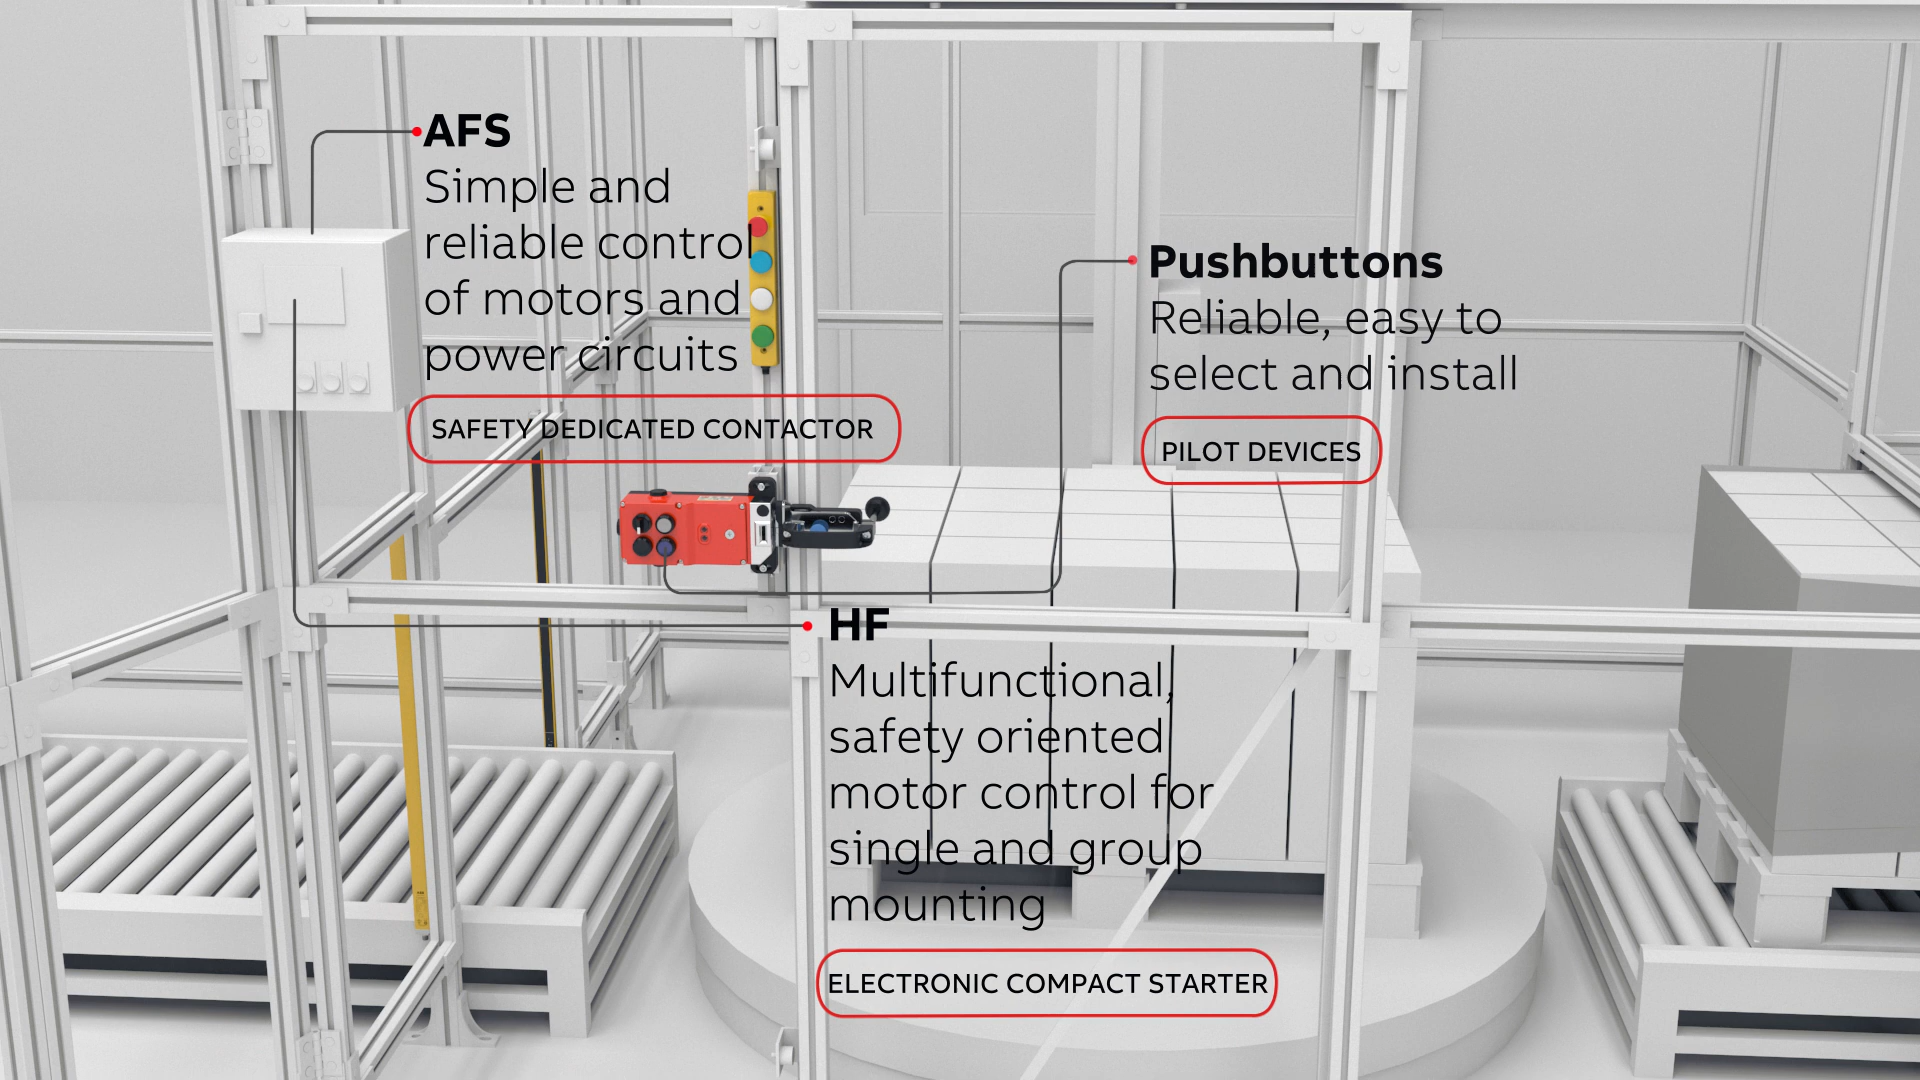 AFS
Simple and
reliable control
of motors and
power circuits
SAFETY DEDICATED CONTACTOR
Pushbuttons
Reliable, easy to
select and install
PILOT DEVICES
HF
Multifunctional,
safety oriented
motor control for
single and group
mounting
ELECTRONIC COMPACT STARTER